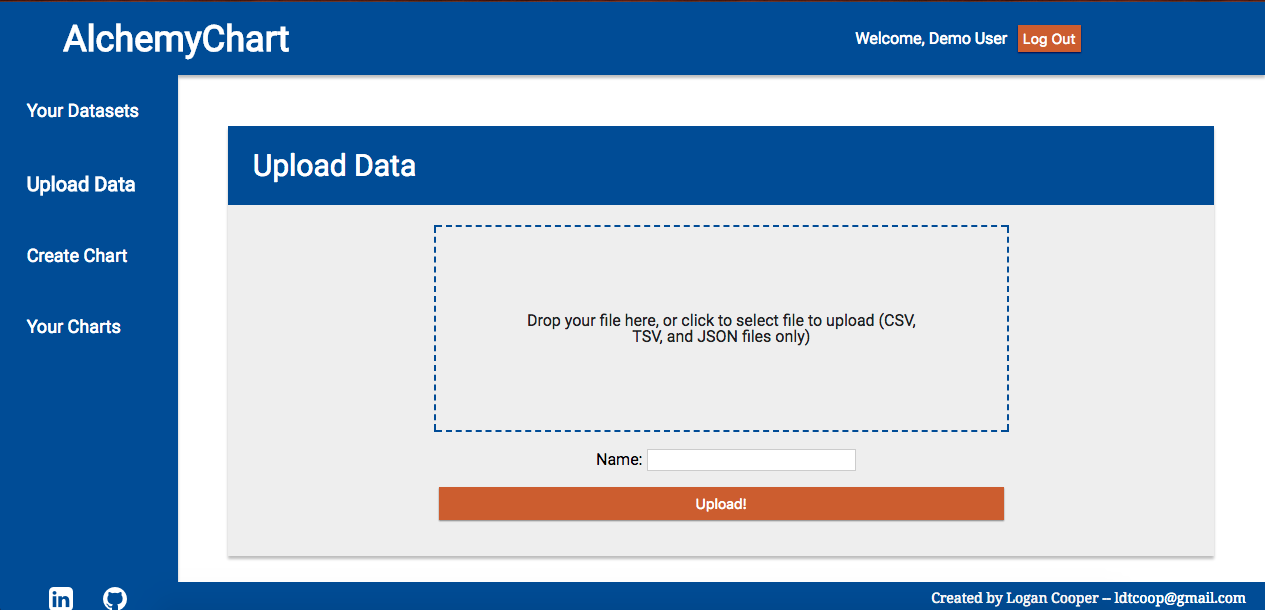 AlchemyChart
Welcome, Demo User
Log Out
Your Datasets
Upload Data
Create Chart
Your Charts
Upload Data
Drop your file here, or click to select file to upload (CSV,
TSV, and JSON files only)
Name:
Upload!
in
Created by Logan Cooper – ldtcoop@gmail.com